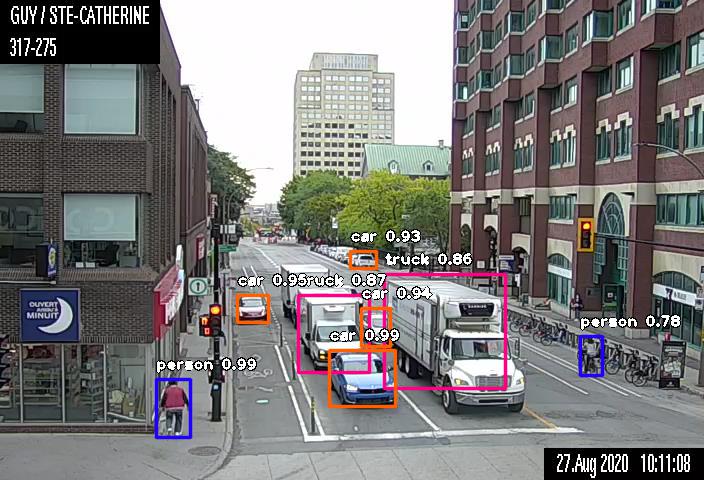 GUY / STE-CATHERINE
317-275
car 0.93
truck 0.86
car 0.95
truck 0.87
car 0.94
car 0.99
person 0.78
person 0.99
OUVERT
MINUIT
27.Aug 2020 10:11:08